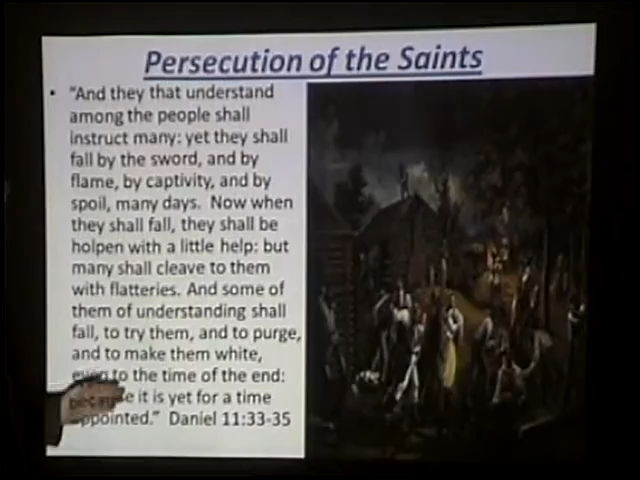 Persecution of the Saints
• "And they that understand
among the people shall
instruct many: yet they shall
fall by the sword, and by
flame, by captivity, and by
spoil, many days. Now when
they shall fall, they shall be
holpen with a little help: but
many shall cleave to them
with flatteries. And some of
them of understanding shall
fall, to try them, and to purge,
and to make them white,
even to the time of the end:
because it is yet for a time
appointed." Daniel 11:33-35